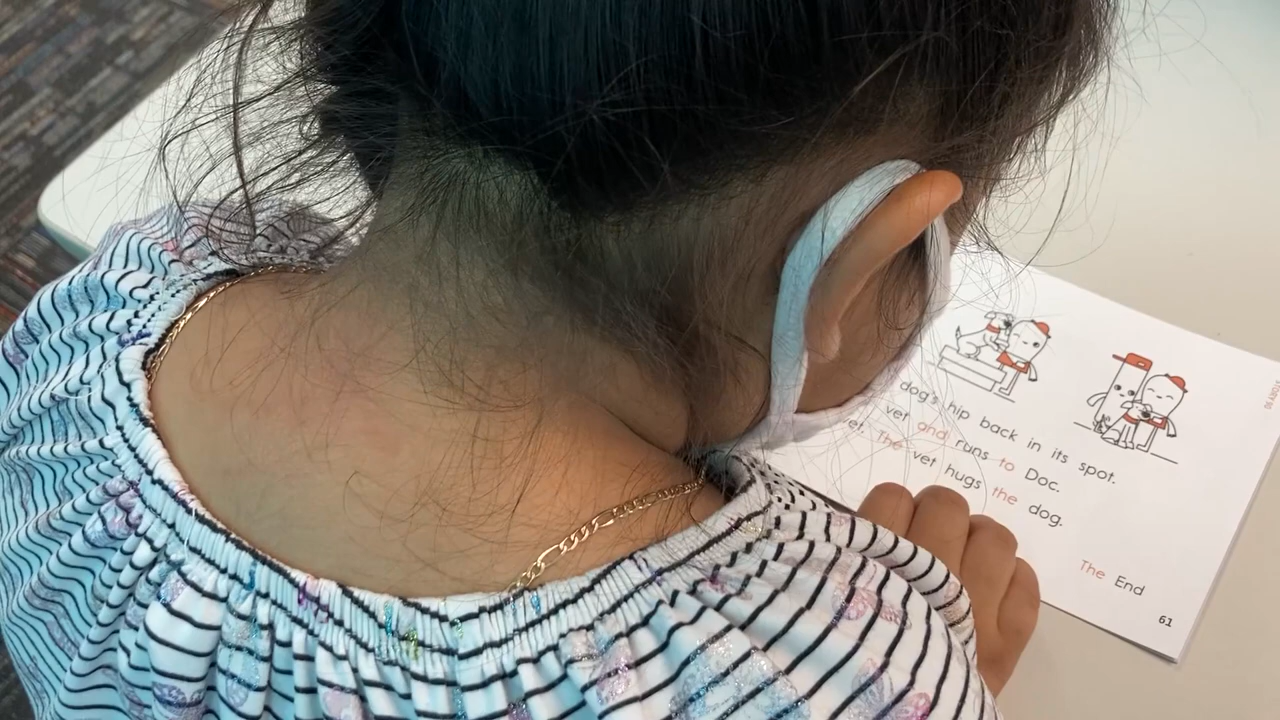 dog's hip back in its spot.
vet and runs to Doc.
vet. The vet hugs the dog.
The End
61